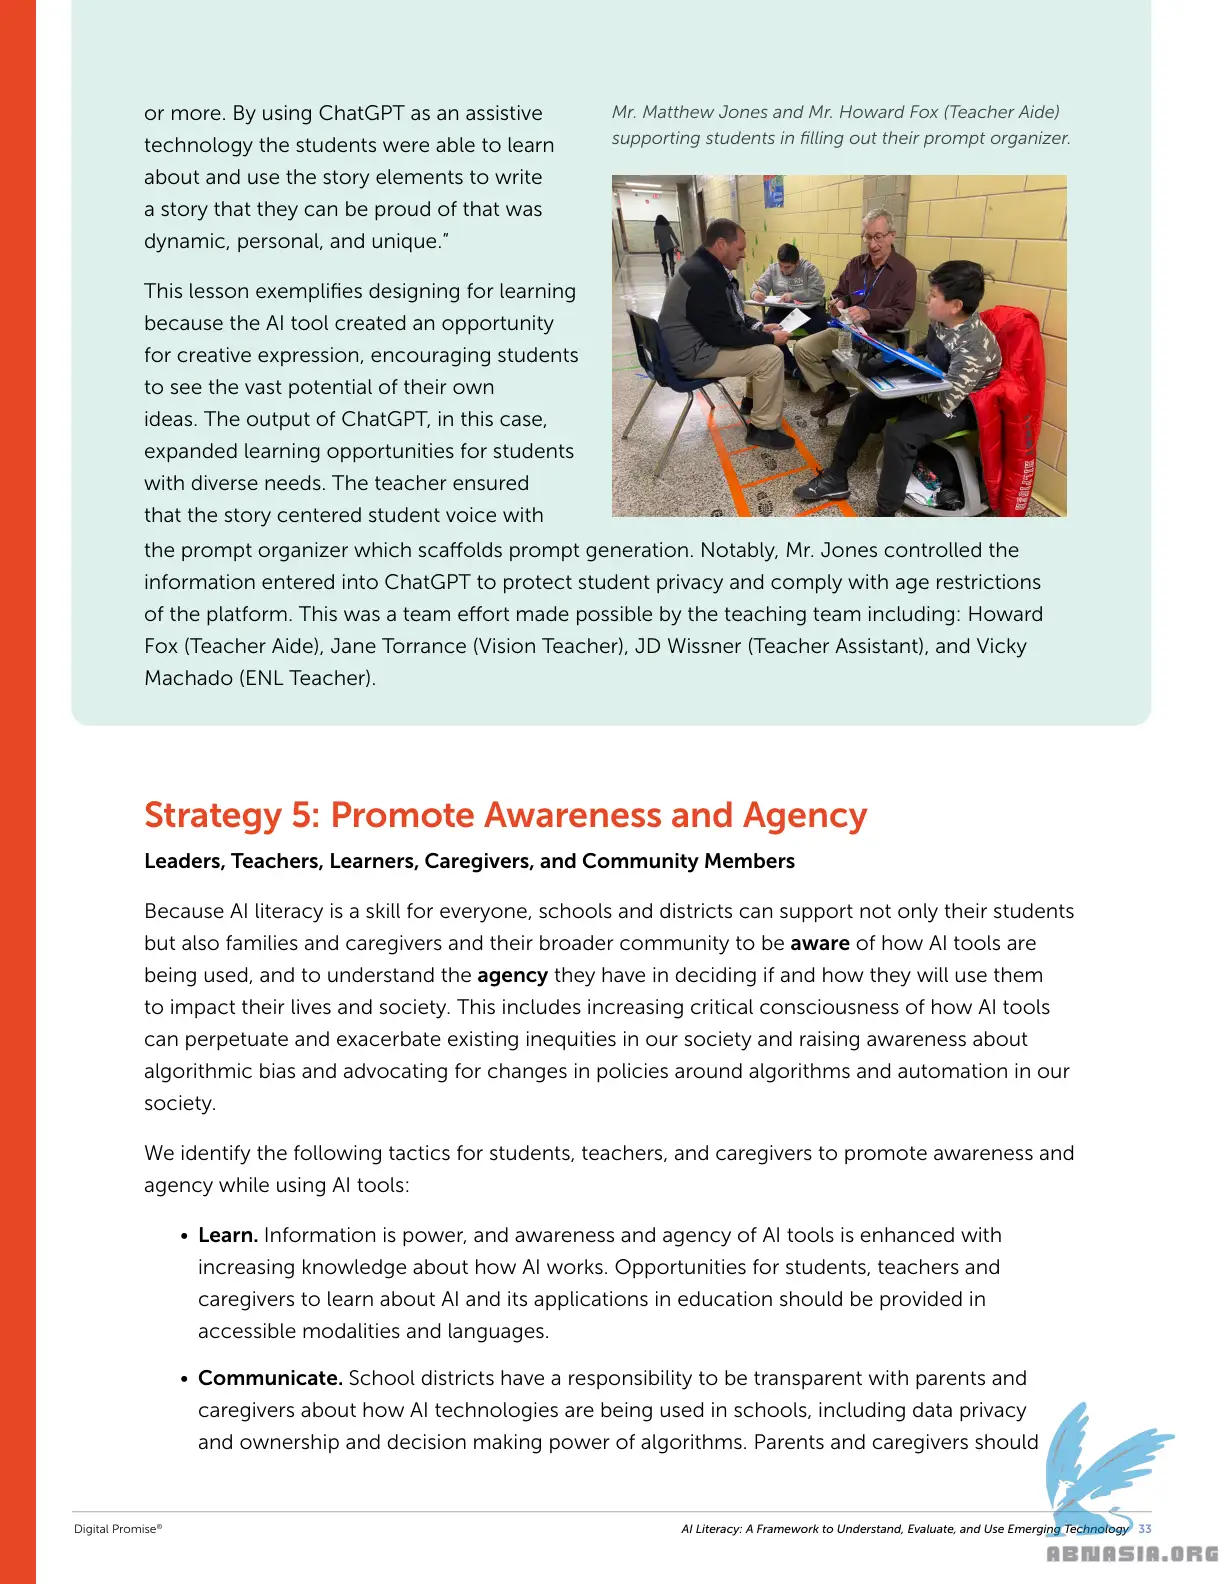 or more. By using ChatGPT as an assistive
technology the students were able to learn
about and use the story elements to write
a story that they can be proud of that was
dynamic, personal, and unique.”
This lesson exemplifies designing for learning
because the AI tool created an opportunity
for creative expression, encouraging students
to see the vast potential of their own
ideas. The output of ChatGPT, in this case,
expanded learning opportunities for students
with diverse needs. The teacher ensured
that the story centered student voice with
Mr. Matthew Jones and Mr. Howard Fox (Teacher Aide)
supporting students in filling out their prompt organizer.
the prompt organizer which scaffolds prompt generation. Notably, Mr. Jones controlled the
information entered into ChatGPT to protect student privacy and comply with age restrictions
of the platform. This was a team effort made possible by the teaching team including: Howard
Fox (Teacher Aide), Jane Torrance (Vision Teacher), JD Wissner (Teacher Assistant), and Vicky
Machado (ENL Teacher).
Strategy 5: Promote Awareness and Agency
Leaders, Teachers, Learners, Caregivers, and Community Members
Because AI literacy is a skill for everyone, schools and districts can support not only their students
but also families and caregivers and their broader community to be aware of how AI tools are
being used, and to understand the agency they have in deciding if and how they will use them
to impact their lives and society. This includes increasing critical consciousness of how AI tools
can perpetuate and exacerbate existing inequities in our society and raising awareness about
algorithmic bias and advocating for changes in policies around algorithms and automation in our
society.
We identify the following tactics for students, teachers, and caregivers to promote awareness and
agency while using AI tools:
• Learn. Information is power, and awareness and agency of AI tools is enhanced with
increasing knowledge about how AI works. Opportunities for students, teachers and
caregivers to learn about AI and its applications in education should be provided in
accessible modalities and languages.
• Communicate. School districts have a responsibility to be transparent with parents and
caregivers about how AI technologies are being used in schools, including data privacy
and ownership and decision making power of algorithms. Parents and caregivers should
Digital Promise®
AI Literacy: A Framework to Understand, Evaluate, and Use Emerging Technology 33
ABNASIA.ORG